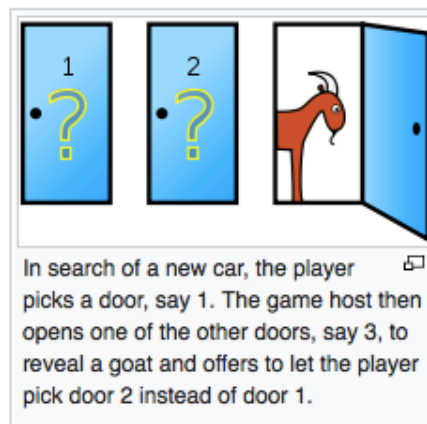 1 2
? ?
In search of a new car, the player
picks a door, say 1. The game host then
opens one of the other doors, say 3, to
reveal a goat and offers to let the player
pick door 2 instead of door 1.